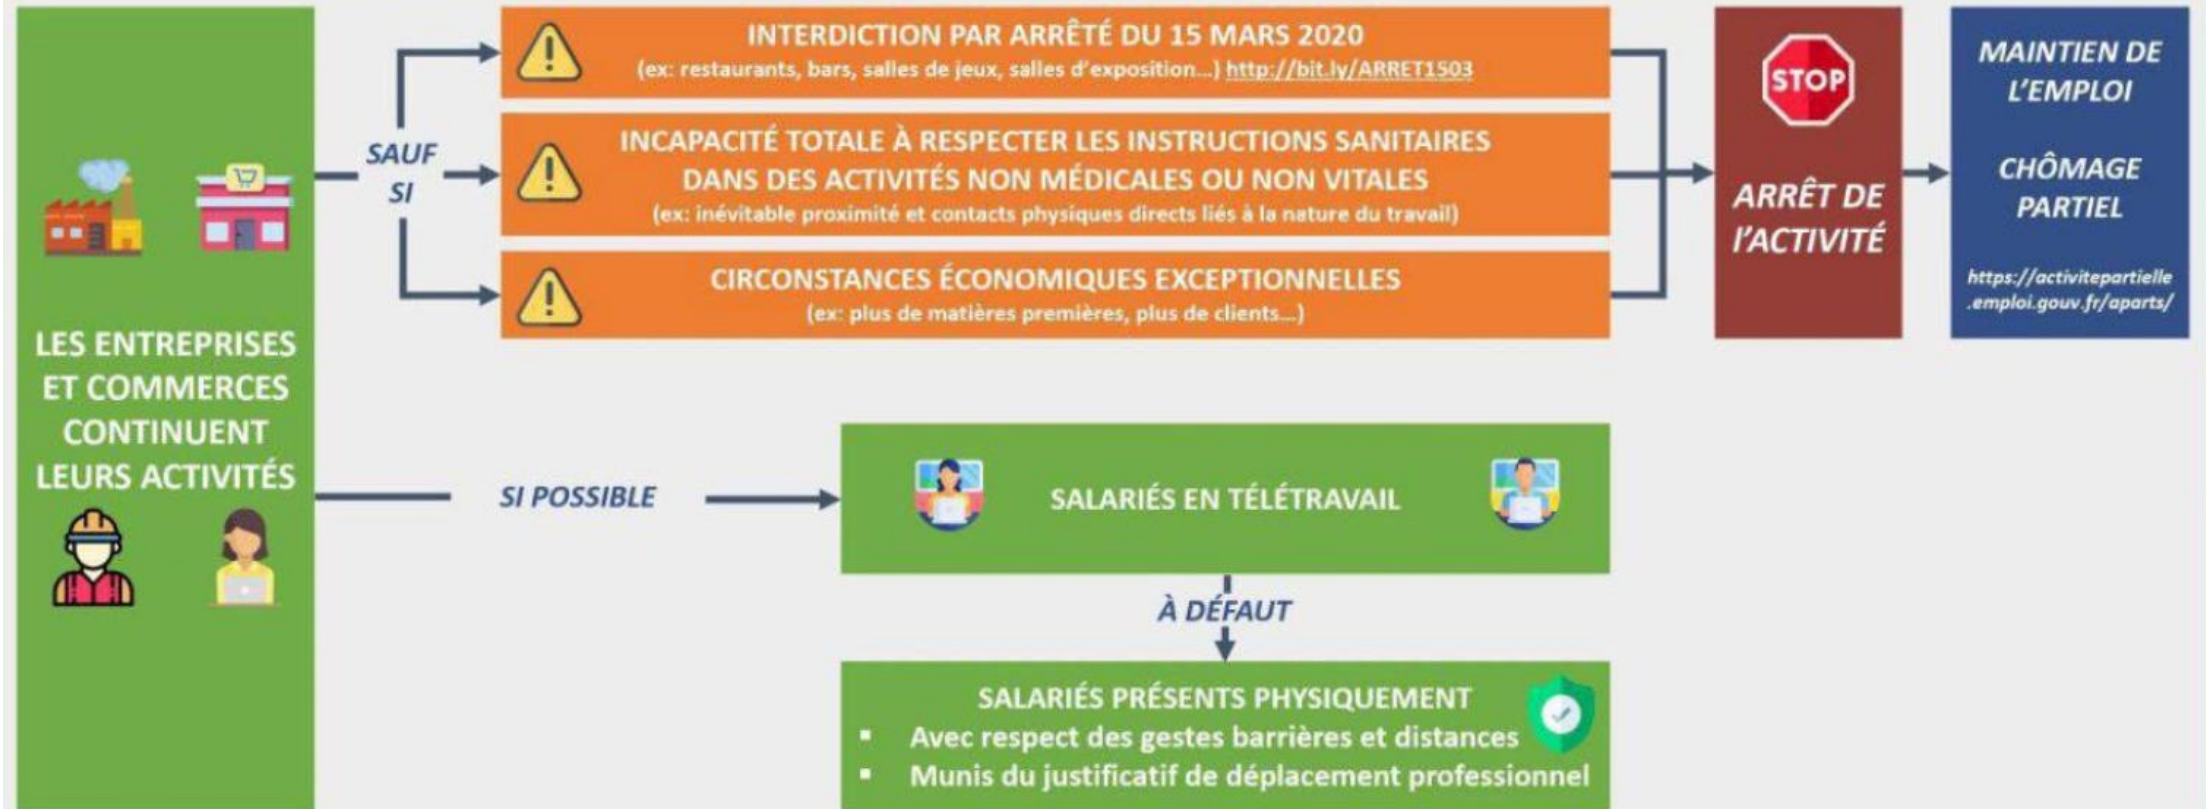 LES ENTREPRISES
ET COMMERCES
CONTINUENT
LEURS ACTIVITÉS
SAUF
SI
INTERDICTION PAR ARRÊTÉ DU 15 MARS 2020
(ex: restaurants, bars, salles de jeux, salles d'exposition...) http://bit.ly/ARRET1503
INCAPACITÉ TOTALE À RESPECTER LES INSTRUCTIONS SANITAIRES
DANS DES ACTIVITÉS NON MÉDICALES OU NON VITALES
(ex: inévitable proximité et contacts physiques directs liés à la nature du travail)
CIRCONSTANCES ÉCONOMIQUES EXCEPTIONNELLES
(ex: plus de matières premières, plus de clients...)
STOP
ARRÊT DE
l'ACTIVITÉ
MAINTIEN DE
L'EMPLOI
CHÔMAGE
PARTIEL
https://activitepartielle
.emploi.gouv.fr/aparts/
SI POSSIBLE
SALARIÉS EN TÉLÉTRAVAIL
À DÉFAUT
SALARIÉS PRÉSENTS PHYSIQUEMENT
▪ Avec respect des gestes barrières et distances
▪ Munis du justificatif de déplacement professionnel